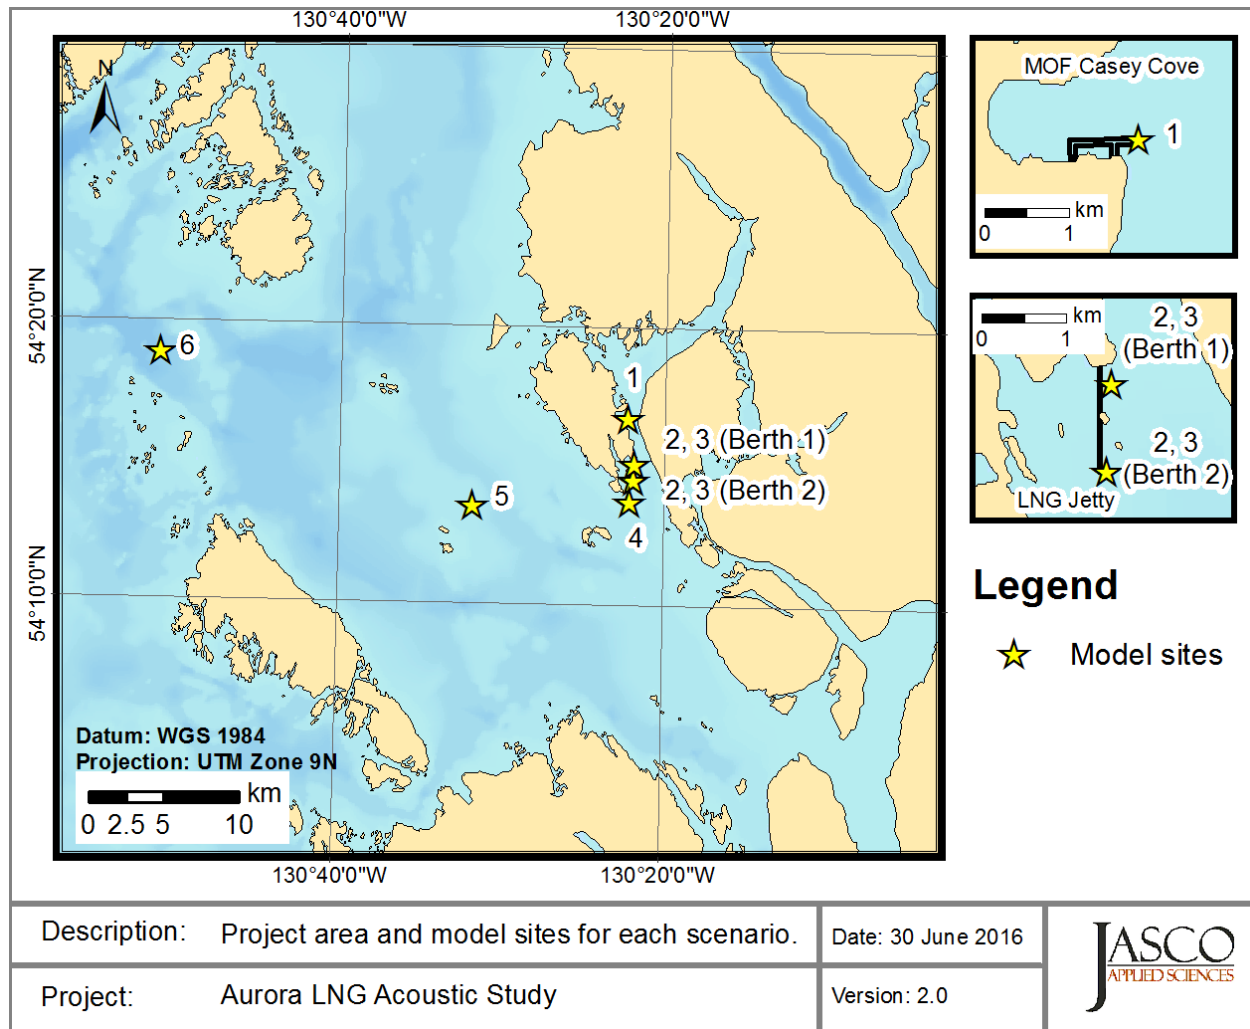 130°40'0"W
130°20'0"W
N
54°20'0"N
54°10'0"N
6
1
2, 3 (Berth 1)
2, 3 (Berth 2)
5
4
Datum: WGS 1984
Projection: UTM Zone 9N
km
0 2.5 5 10
130°40'0"W
130°20'0"W
MOF Casey Cove
1
km
0 1
km
0 1
2, 3
(Berth 1)
2, 3
(Berth 2)
LNG Jetty
Legend
Model sites
Description: Project area and model sites for each scenario.
Date: 30 June 2016
Project: Aurora LNG Acoustic Study
Version: 2.0
JASCO
APPLIED SCIENCES